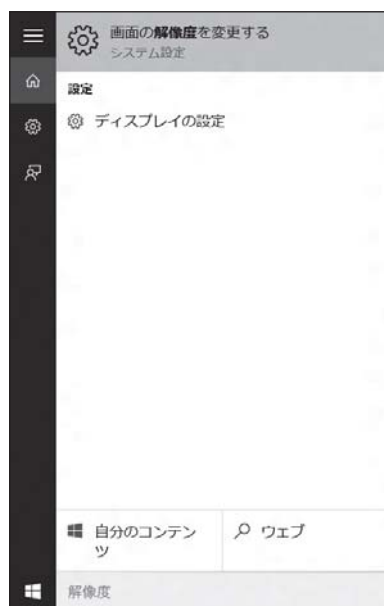 画面の解像度を変更する
システム設定
設定
ディスプレイの設定
自分のコンテン
ツ
ウェブ
解像度